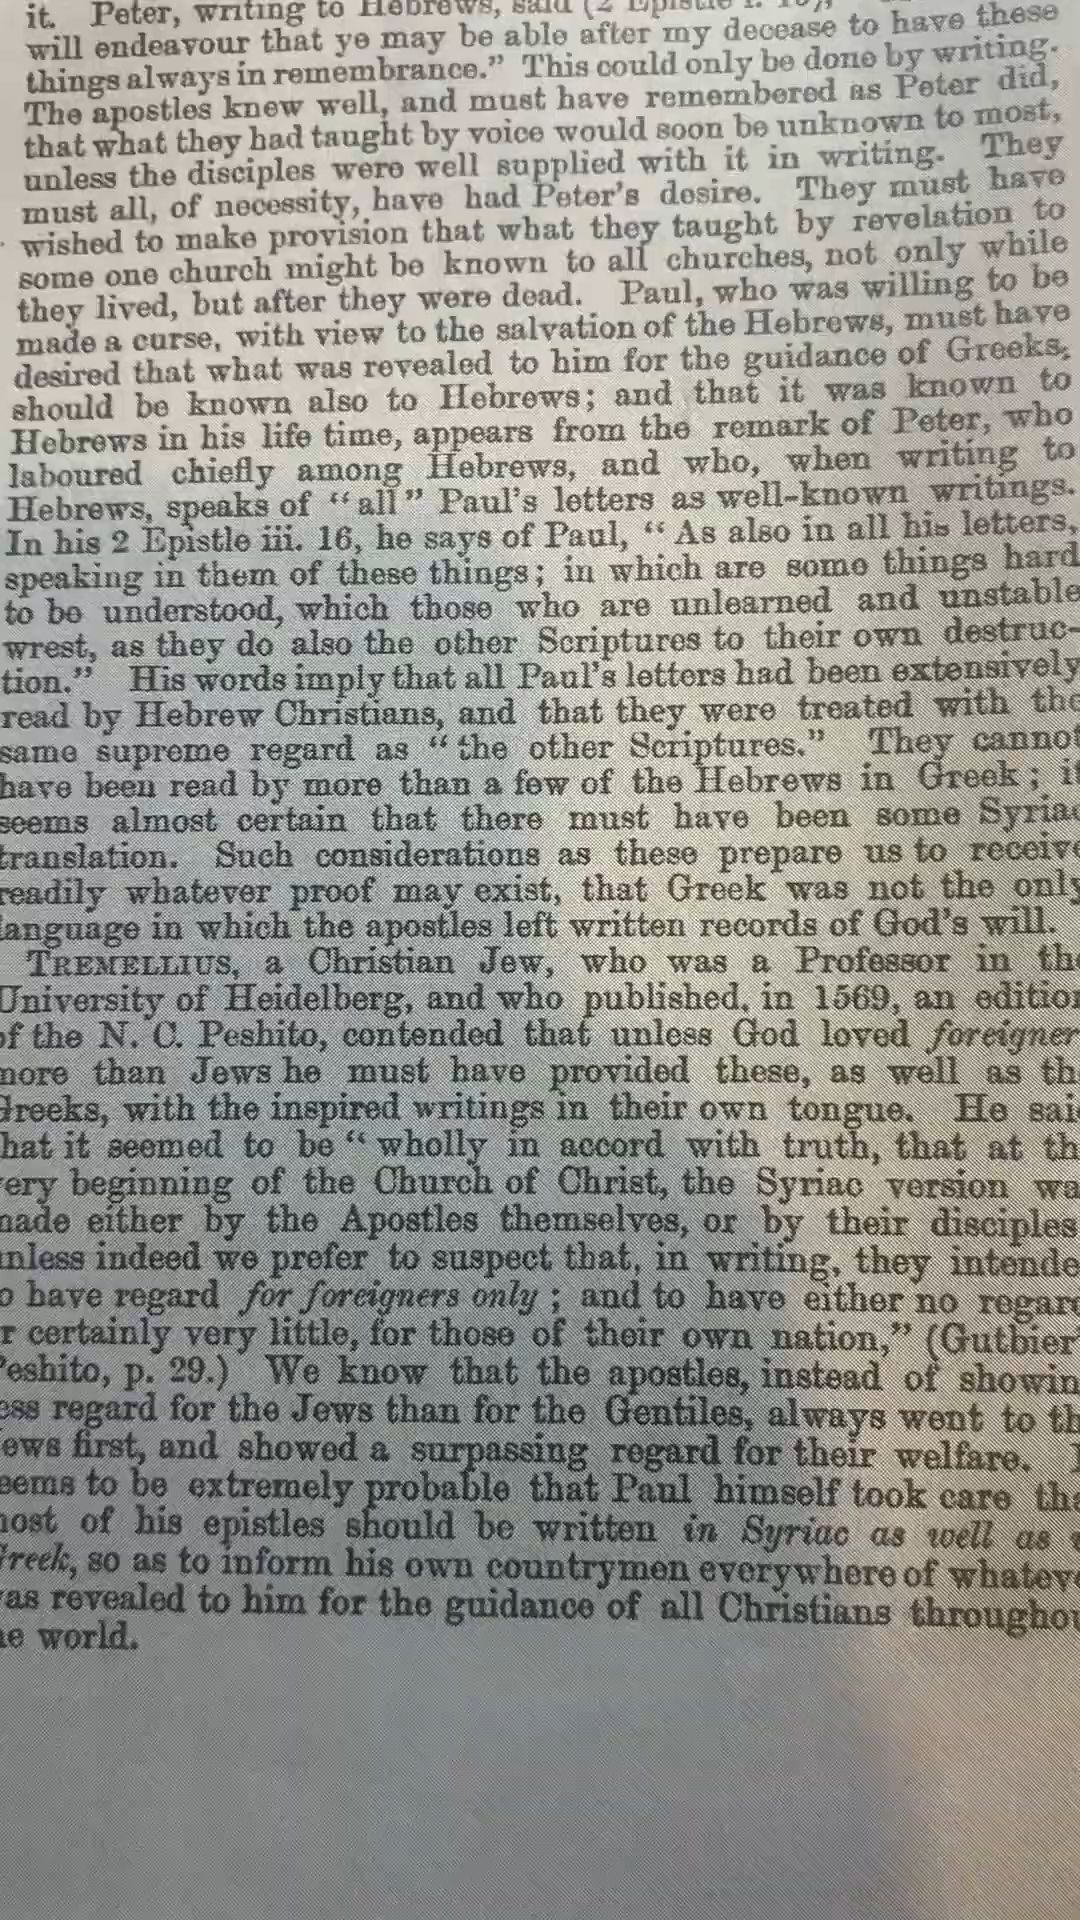 it. Peter, writing to Hebrews, said (2 Epistle i.
will endeavour that ye may be able after my decease to have these
things always in remembrance.” This could only be done by writing.
The apostles knew well, and must have remembered as Peter did,
that what they had taught by voice would soon be unknown to most,
unless the disciples were well supplied with it in writing. They
must all, of necessity, have had Peter’s desire. They must have
wished to make provision that what they taught by revelation to
some one church might be known to all churches, not only while
they lived, but after they were dead. Paul, who was willing to be
made a curse, with view to the salvation of the Hebrews, must have
desired that what was revealed to him for the guidance of Greeks,
should be known also to Hebrews; and that it was known to
Hebrews in his life time, appears from the remark of Peter, who
laboured chiefly among Hebrews, and who, when writing to
Hebrews, speaks of “all” Paul’s letters as well-known writings.
In his 2 Epistle iii. 16, he says of Paul, “As also in all his letters,
speaking in them of these things; in which are some things hard
to be understood, which those who are unlearned and unstable
wrest, as they do also the other Scriptures to their own destruc-
tion.” His words imply that all Paul’s letters had been extensively
read by Hebrew Christians, and that they were treated with the
same supreme regard as “the other Scriptures.” They cannot
have been read by more than a few of the Hebrews in Greek; it
seems almost certain that there must have been some Syriac
translation. Such considerations as these prepare us to receive
readily whatever proof may exist, that Greek was not the only
language in which the apostles left written records of God’s will.
TREMELLIUS, a Christian Jew, who was a Professor in the
University of Heidelberg, and who published, in 1569, an edition
of the N. C. Peshito, contended that unless God loved foreigner
more than Jews he must have provided these, as well as th
Greeks, with the inspired writings in their own tongue. He sai
hat it seemed to be “wholly in accord with truth, that at th
ery beginning of the Church of Christ, the Syriac version wa
nade either by the Apostles themselves, or by their disciples
nless indeed we prefer to suspect that, in writing, they intende
o have regard for foreigners only; and to have either no regar
r certainly very little, for those of their own nation,” (Gutbier’
Peshito, p. 29.) We know that the apostles, instead of showin
ess regard for the Jews than for the Gentiles, always went to th
ews first, and showed a surpassing regard for their welfare. I
eems to be extremely probable that Paul himself took care tha
nost of his epistles should be written in Syriac as well as
Greek, so as to inform his own countrymen everywhere of whateve
as revealed to him for the guidance of all Christians throughou
he world.